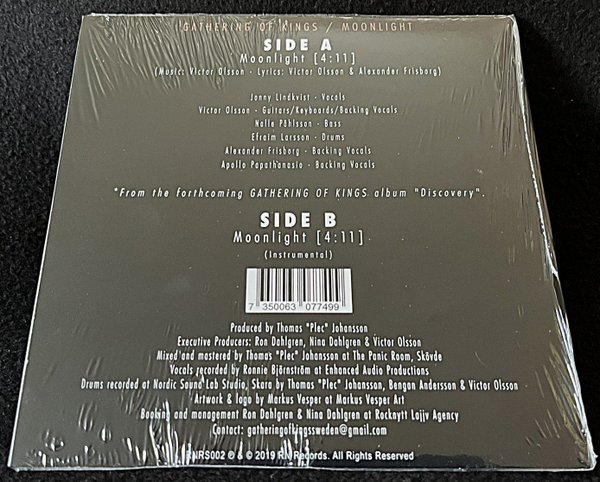 GATHERING OF KINGS / MOONLIGHT
SIDE A
Moonlight [4:11]
(Music: Victor Olsson - Lyrics: Victor Olsson & Alexander Frisborg)
Jonny Lindkvist - Vocals
Victor Olsson - Guitars/Keyboards/Backing Vocals
Nalle Påhlsson - Bass
Efraim Larsson - Drums
Alexander Frisborg - Backing Vocals
Apollo Papathanasio - Backing Vocals
*From the forthcoming GATHERING OF KINGS album "Discovery".
SIDE B
Moonlight [4:11]
(Instrumental)
7 350063 077499
Produced by Thomas "Plec" Johansson
Executive Producers: Ron Dahlgren, Nina Dahlgren & Victor Olsson
Mixed and mastered by Thomas "Plec" Johansson at The Panic Room, Skövde
Vocals recorded by Ronnie Björnström at Enhanced Audio Productions
Drums recorded at Nordic Sound Lab Studio, Skara by Thomas "Plec" Johansson, Bengan Andersson & Victor Olsson
Artwork & logo by Markus Vesper at Markus Vesper Art
Booking and management Ron Dahlgren & Nina Dahlgren at Rocknytt Lajjv Agency
Contact: gatheringofkingssweden@gmail.com
RNRS002 ℗ & © 2019 RN Records. All Rights Reserved